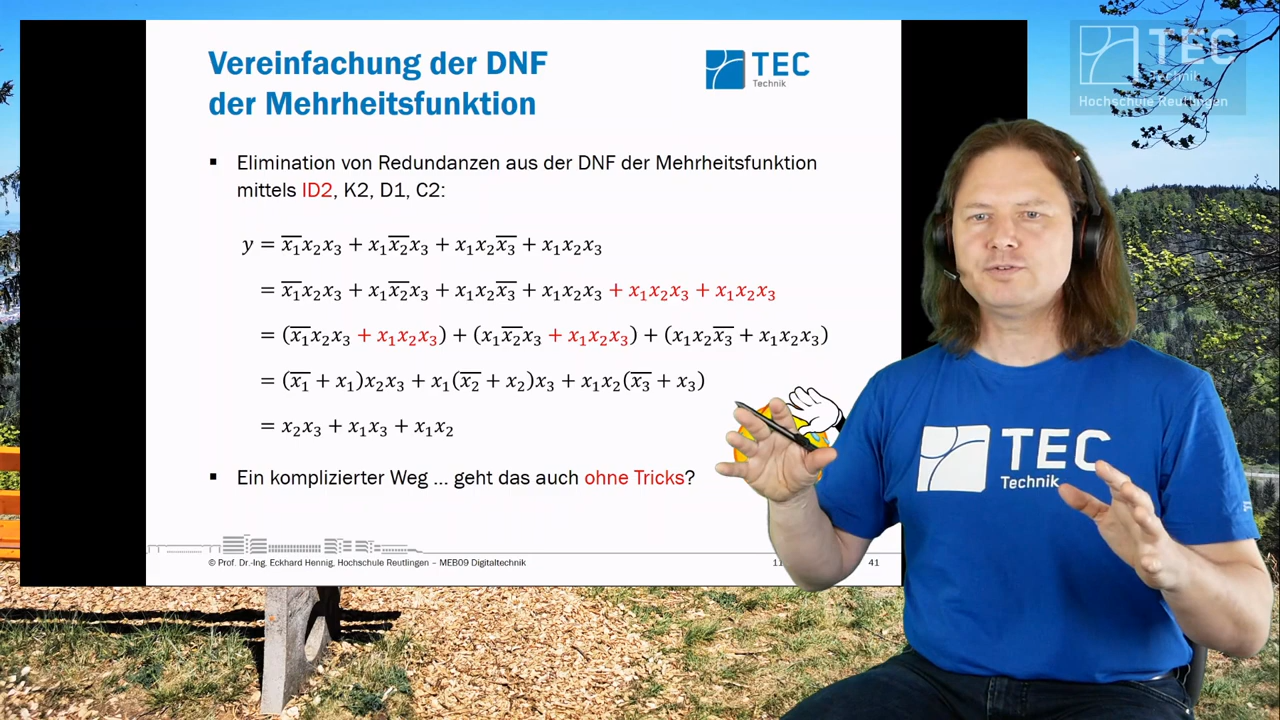 Vereinfachung der DNF
der Mehrheitsfunktion
TEC
Technik
TEC
Technik
Hochschule Reutlingen
▪ Elimination von Redundanzen aus der DNF der Mehrheitsfunktion
mittels ID2, K2, D1, C2:
y = x̅₁x₂x₃ + x₁x̅₂x₃ + x₁x₂x̅₃ + x₁x₂x₃
= x̅₁x₂x₃ + x₁x̅₂x₃ + x₁x₂x̅₃ + x₁x₂x₃ + x₁x₂x₃ + x₁x₂x₃
= (x̅₁x₂x₃ + x₁x₂x₃) + (x₁x̅₂x₃ + x₁x₂x₃) + (x₁x₂x̅₃ + x₁x₂x₃)
= (x̅₁ + x₁)x₂x₃ + x₁(x̅₂ + x₂)x₃ + x₁x₂(x̅₃ + x₃)
= x₂x₃ + x₁x₃ + x₁x₂
▪ Ein komplizierter Weg ... geht das auch ohne Tricks?
TEC
Technik
© Prof. Dr.-Ing. Eckhard Hennig, Hochschule Reutlingen – MEB09 Digitaltechnik
41